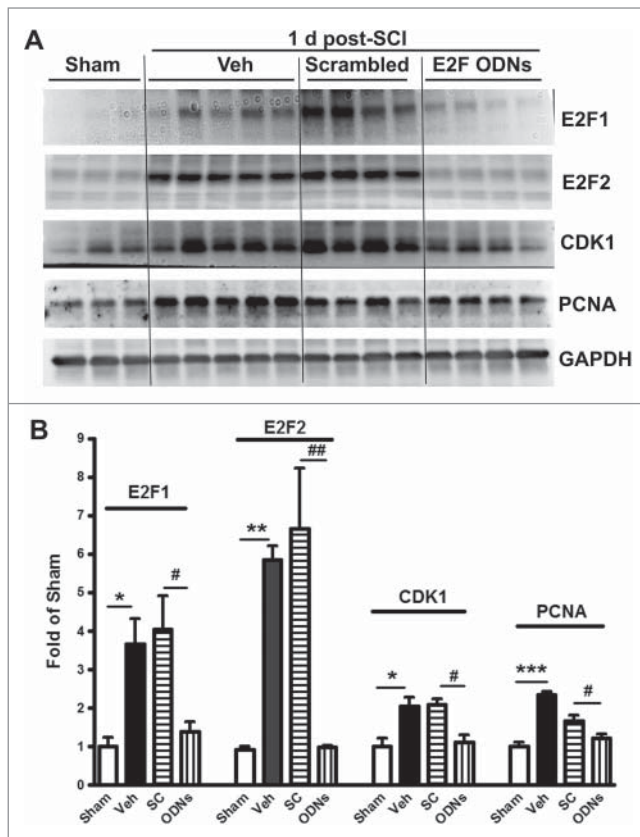 A
1 d post-SCI
Sham Veh Scrambled E2F ODNs
E2F1
E2F2
CDK1
PCNA
GAPDH
B
Fold of Sham
9
8
7
6
5
4
3
2
1
0
E2F1
E2F2
CDK1
PCNA
* # ** ## * # *** #
Sham Veh SC ODNs Sham Veh SC ODNs Sham Veh SC ODNs Sham Veh SC ODNs